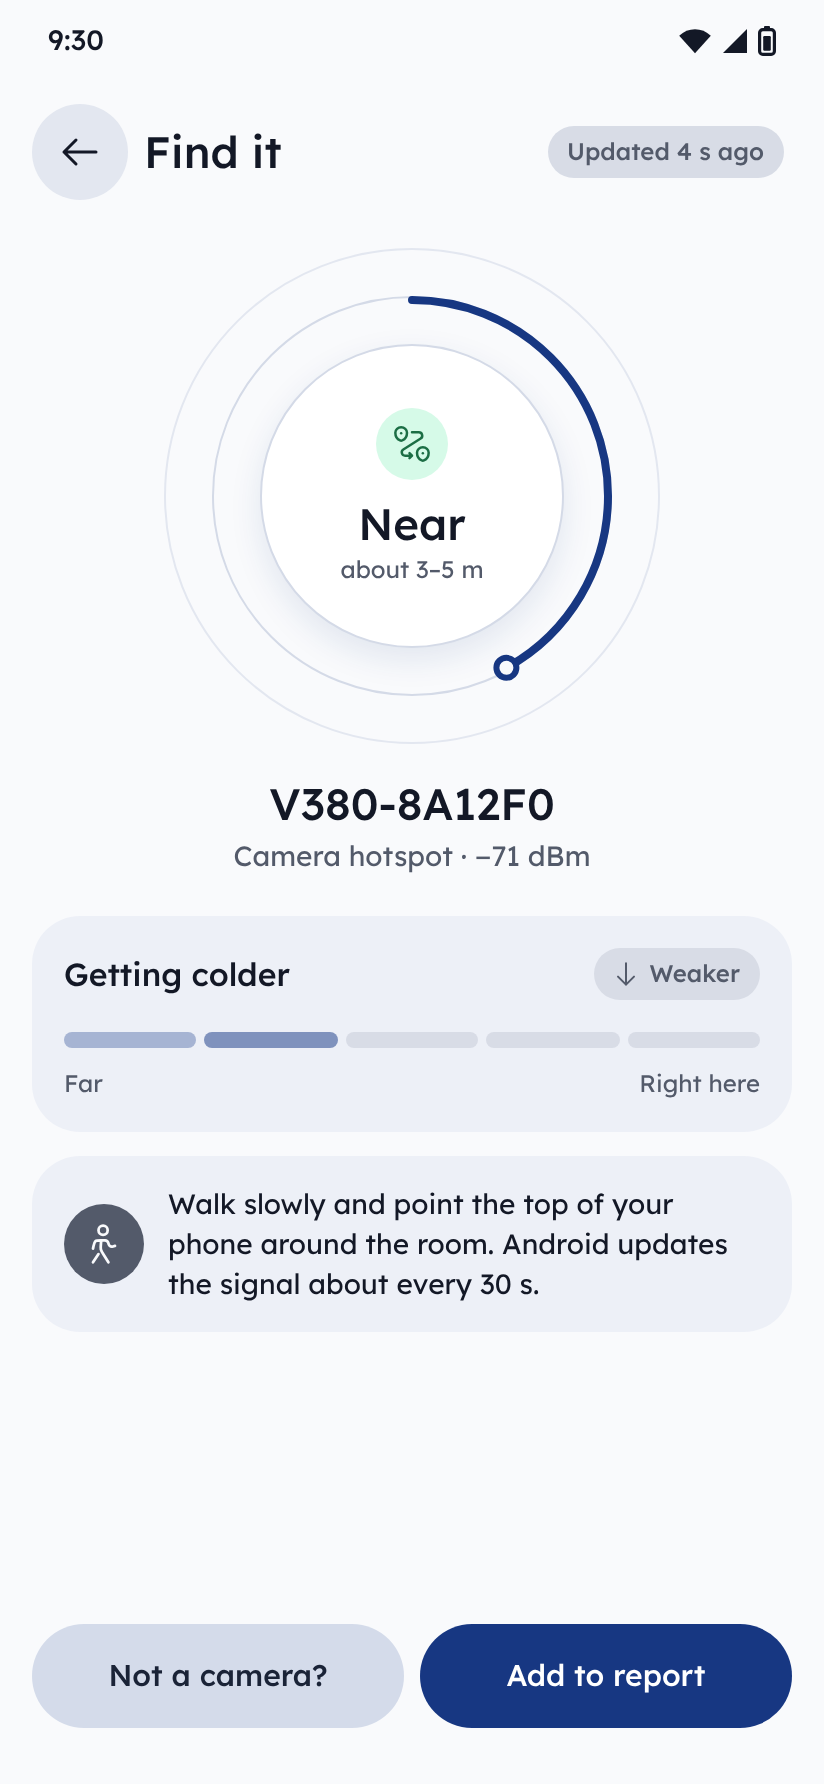 9:30
Find it
Updated 4 s ago
Near
about 3–5 m
V380-8A12F0
Camera hotspot · −71 dBm
Getting colder
Weaker
Far
Right here
Walk slowly and point the top of your
phone around the room. Android updates
the signal about every 30 s.
Not a camera?
Add to report